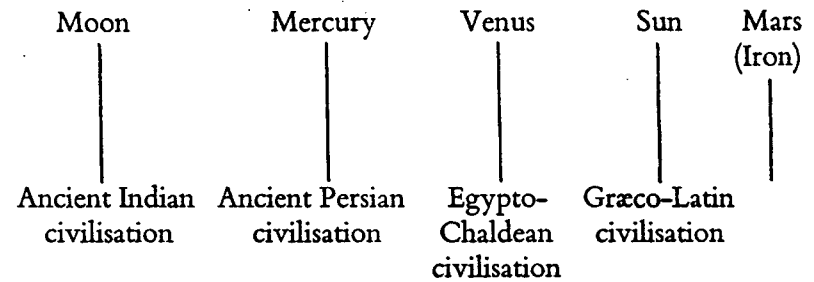 Moon Mercury Venus Sun Mars
(Iron)
Ancient Indian Ancient Persian Egypto- Græco-Latin
civilisation civilisation Chaldean civilisation
civilisation